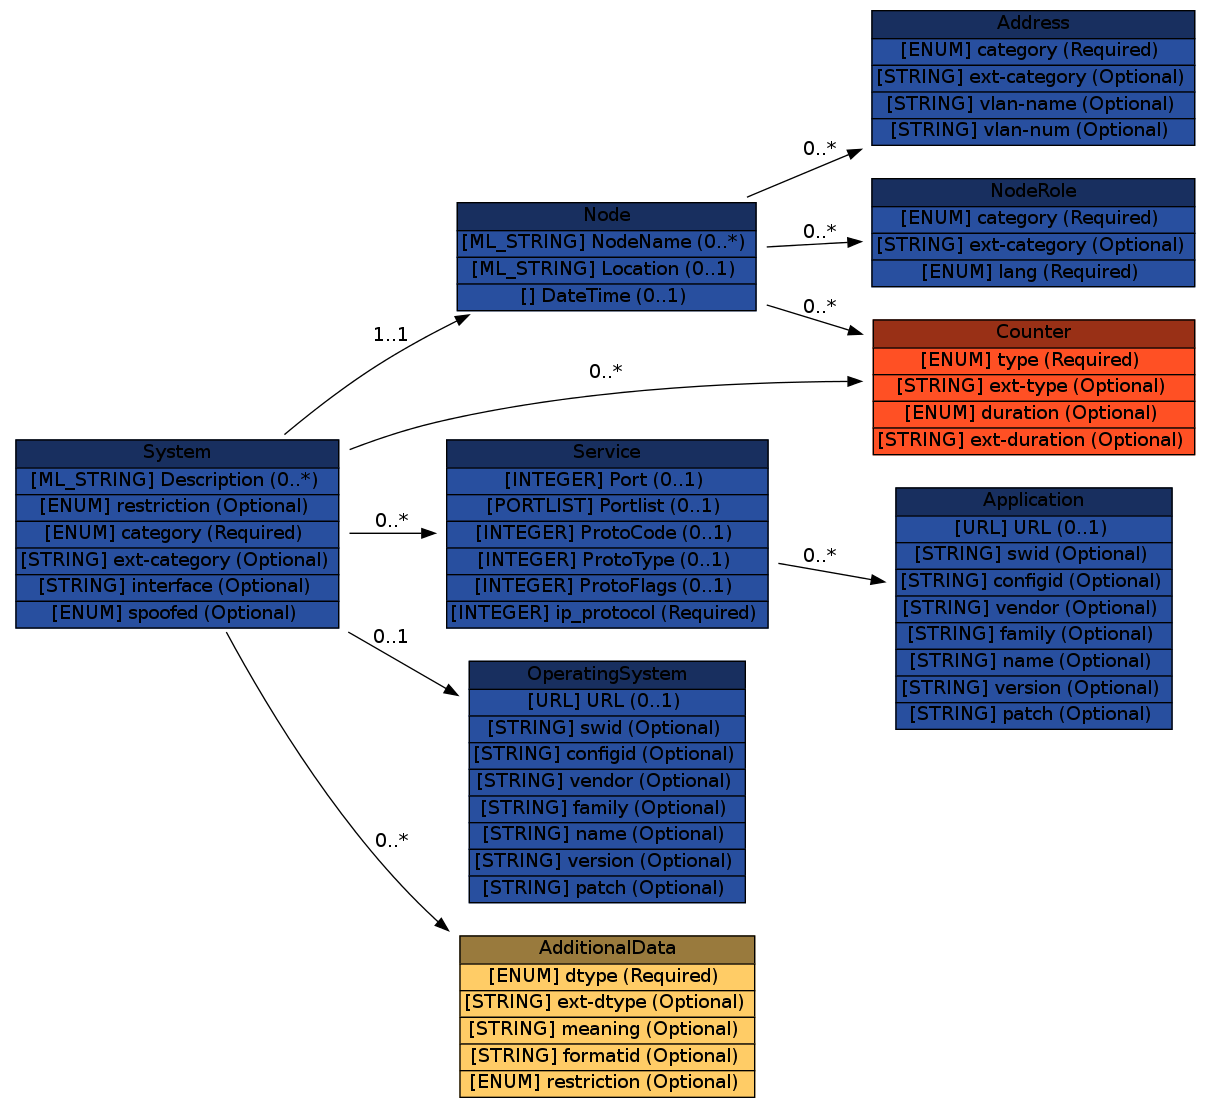 Address
[ENUM] category (Required)
[STRING] ext-category (Optional)
[STRING] vlan-name (Optional)
[STRING] vlan-num (Optional)
0..*
NodeRole
[ENUM] category (Required)
[STRING] ext-category (Optional)
[ENUM] lang (Required)
0..*
Node
[ML_STRING] NodeName (0..*)
[ML_STRING] Location (0..1)
[] DateTime (0..1)
0..*
Counter
[ENUM] type (Required)
[STRING] ext-type (Optional)
[ENUM] duration (Optional)
[STRING] ext-duration (Optional)
1..1
0..*
System
[ML_STRING] Description (0..*)
[ENUM] restriction (Optional)
[ENUM] category (Required)
[STRING] ext-category (Optional)
[STRING] interface (Optional)
[ENUM] spoofed (Optional)
0..*
Service
[INTEGER] Port (0..1)
[PORTLIST] Portlist (0..1)
[INTEGER] ProtoCode (0..1)
[INTEGER] ProtoType (0..1)
[INTEGER] ProtoFlags (0..1)
[INTEGER] ip_protocol (Required)
0..*
Application
[URL] URL (0..1)
[STRING] swid (Optional)
[STRING] configid (Optional)
[STRING] vendor (Optional)
[STRING] family (Optional)
[STRING] name (Optional)
[STRING] version (Optional)
[STRING] patch (Optional)
0..1
OperatingSystem
[URL] URL (0..1)
[STRING] swid (Optional)
[STRING] configid (Optional)
[STRING] vendor (Optional)
[STRING] family (Optional)
[STRING] name (Optional)
[STRING] version (Optional)
[STRING] patch (Optional)
0..*
AdditionalData
[ENUM] dtype (Required)
[STRING] ext-dtype (Optional)
[STRING] meaning (Optional)
[STRING] formatid (Optional)
[ENUM] restriction (Optional)